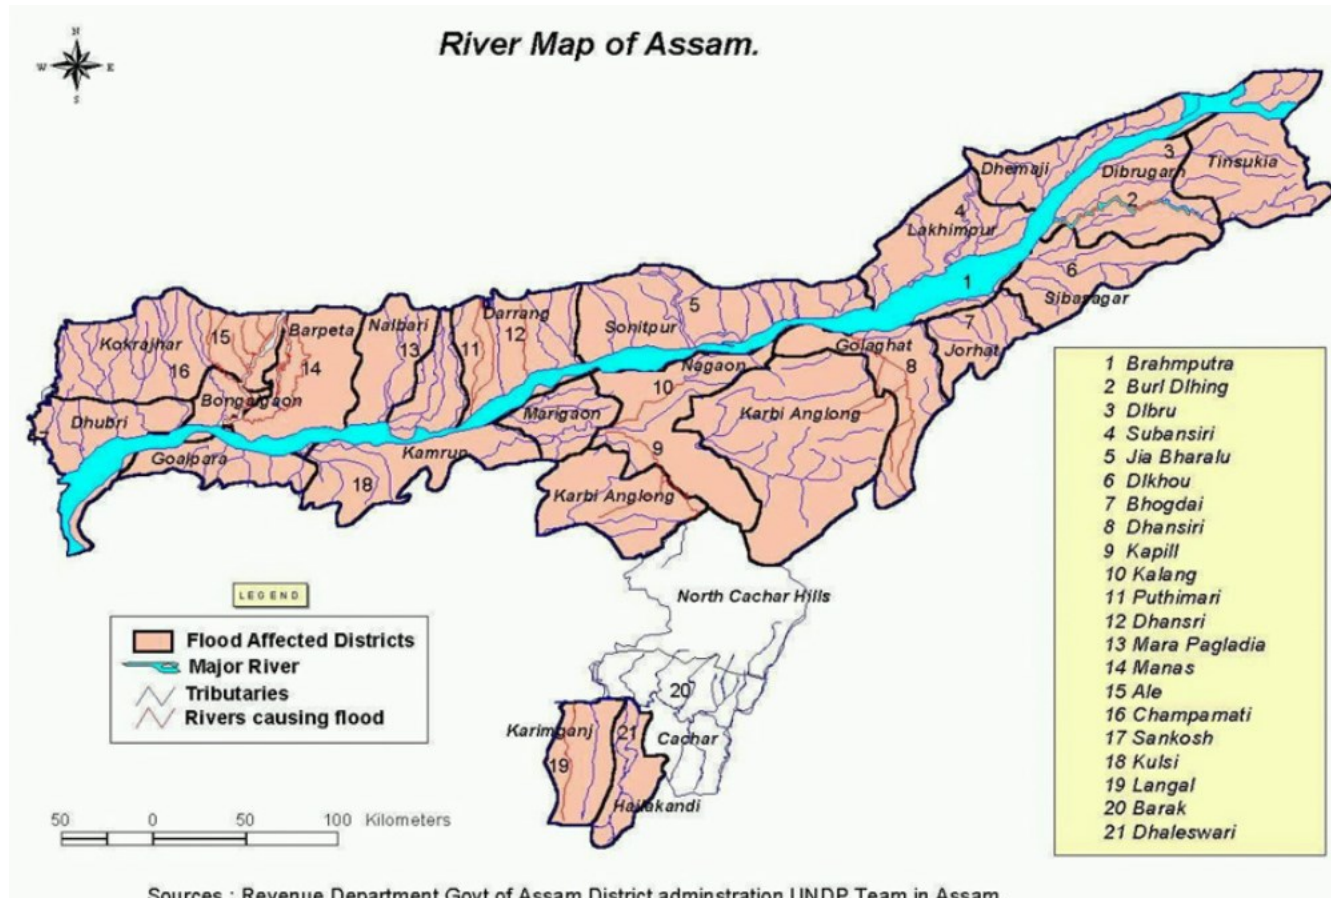 River Map of Assam.
N
W E
S
Dhemaji
3
Dibrugarh
Tinsukia
2
4
Lakhimpur
1
6
Sibasagar
7
Jorhat
5
Sonitpur
Darrang
12
11
Nalbari
13
Barpeta
14
15
Kokrajhar
16
Bongaigaon
Dhubri
Goalpara
18
Kamrup
Marigaon
Nagaon
10
9
Golaghat
8
Karbi Anglong
Karbi Anglong
North Cachar Hills
20
Cachar
Karimganj
19
21
Hailakandi
LEGEND
Flood Affected Districts
Major River
Tributaries
Rivers causing flood
50 0 50 100 Kilometers
1 Brahmputra
2 Burl Dlhing
3 Dlbru
4 Subansiri
5 Jia Bharalu
6 Dlkhou
7 Bhogdai
8 Dhansiri
9 Kapill
10 Kalang
11 Puthimari
12 Dhansri
13 Mara Pagladia
14 Manas
15 Ale
16 Champamati
17 Sankosh
18 Kulsi
19 Langal
20 Barak
21 Dhaleswari
Sources : Revenue Department Govt of Assam District adminstration UNDP Team in Assam